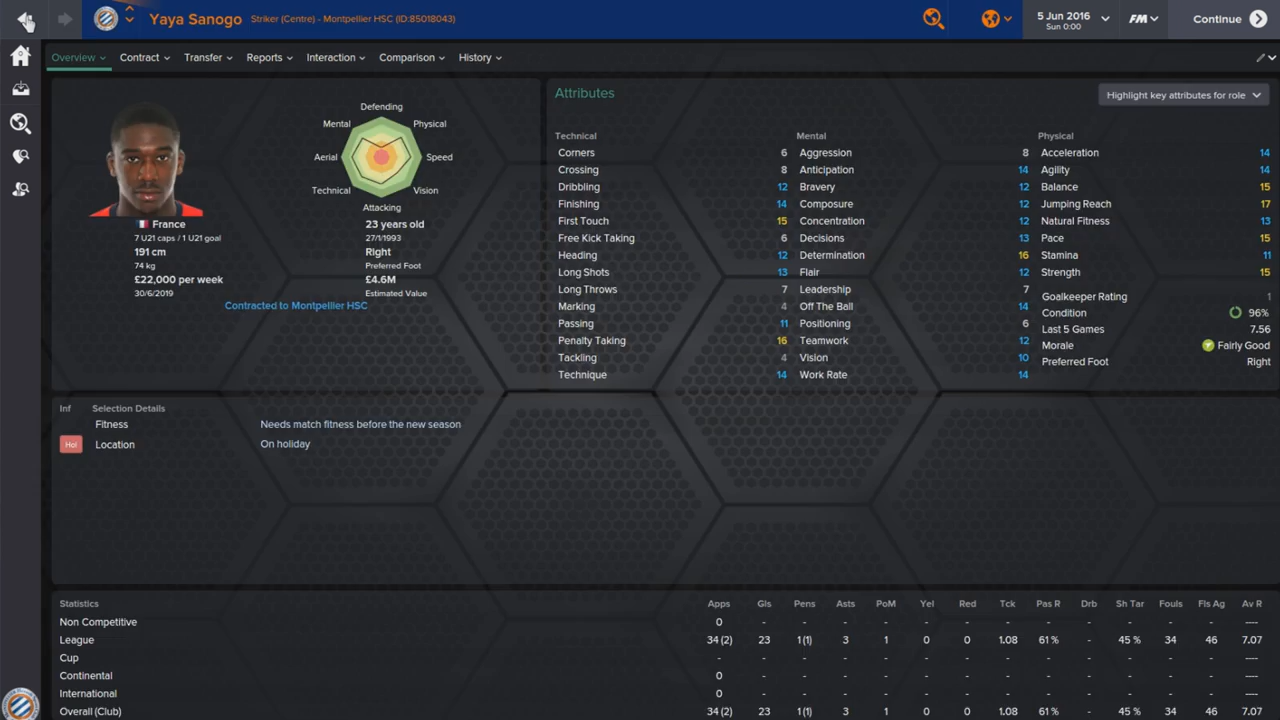 Yaya Sanogo Striker (Centre) - Montpellier HSC (ID:85018043) 5 Jun 2016 Sun 0:00 FM Continue
Overview Contract Transfer Reports Interaction Comparison History
Defending
Mental Physical
Aerial Speed
Technical Vision
Attacking
France
7 U21 caps / 1 U21 goal
191 cm
74 kg
£22,000 per week
30/6/2019
23 years old
27/1/1993
Right
Preferred Foot
£4.6M
Estimated Value
Contracted to Montpellier HSC
Attributes Highlight key attributes for role
Technical Mental Physical
Corners 6 Aggression 8 Acceleration 14
Crossing 8 Anticipation 14 Agility 14
Dribbling 12 Bravery 12 Balance 15
Finishing 14 Composure 12 Jumping Reach 17
First Touch 15 Concentration 12 Natural Fitness 13
Free Kick Taking 6 Decisions 13 Pace 15
Heading 12 Determination 16 Stamina 11
Long Shots 13 Flair 12 Strength 15
Long Throws 7 Leadership 7 Goalkeeper Rating 1
Marking 4 Off The Ball 14 Condition 96%
Passing 11 Positioning 6 Last 5 Games 7.56
Penalty Taking 16 Teamwork 12 Morale Fairly Good
Tackling 4 Vision 10 Preferred Foot Right
Technique 14 Work Rate 14
Inf Selection Details
Fitness Needs match fitness before the new season
Hol Location On holiday
Statistics Apps Gls Pens Asts PoM Yel Red Tck Pas R Drb Sh Tar Fouls Fls Ag Av R
Non Competitive 0 - - - - - - - - - - - - ----
League 34 (2) 23 1 (1) 3 1 0 0 1.08 61 % - 45 % 34 46 7.07
Cup - - - - - - - - - - - - - ----
Continental 0 - - - - - - - - - - - - ----
International 0 - - - - - - - - - - - - ----
Overall (Club) 34 (2) 23 1 (1) 3 1 0 0 1.08 61 % - 45 % 34 46 7.07